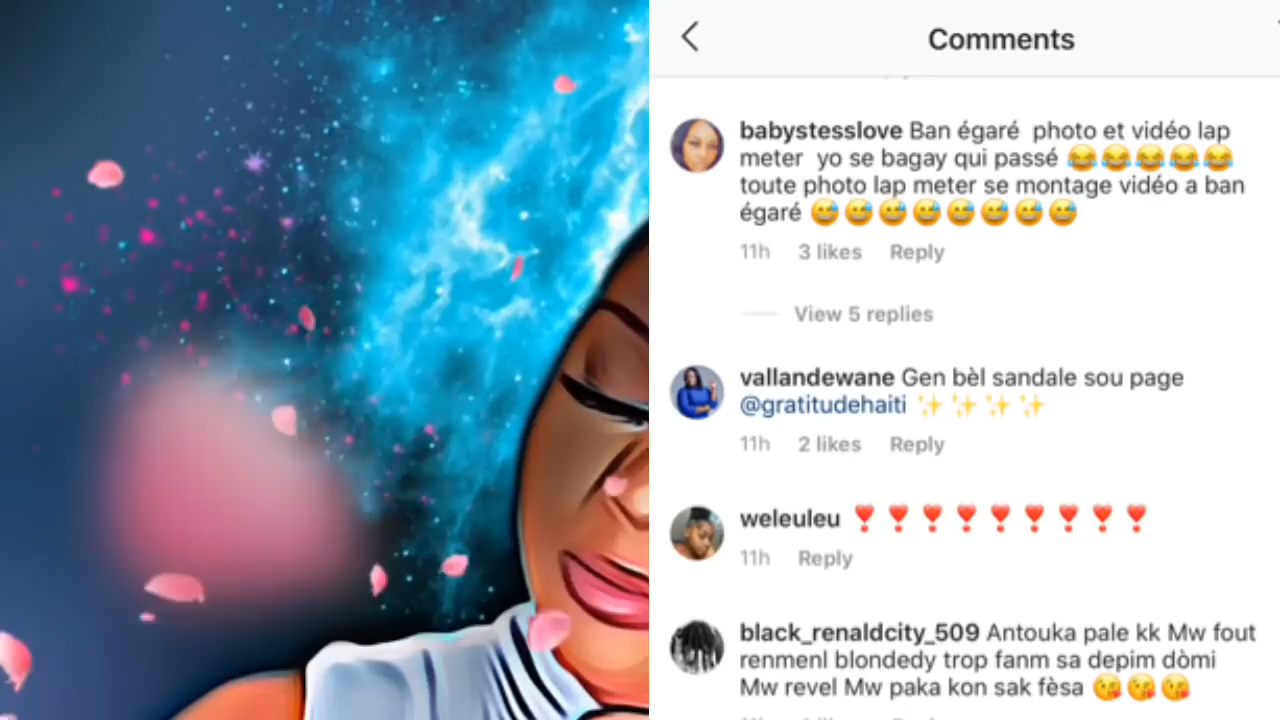 Comments
babystesslove Ban égaré photo et vidéo lap
meter yo se bagay qui passé 😂😂😂😂😂
toute photo lap meter se montage vidéo a ban
égaré 😅😅😅😅😅😅😅😅
11h 3 likes Reply
View 5 replies
vallandewane Gen bèl sandale sou page
@gratitudehaiti ✨✨✨✨
11h 2 likes Reply
weleuleu ❣️❣️❣️❣️❣️❣️❣️❣️❣️
11h Reply
black_renaldcity_509 Antouka pale kk Mw fout
renmenl blondedy trop fanm sa depim dòmi
Mw revel Mw paka kon sak fèsa 😘😘😘